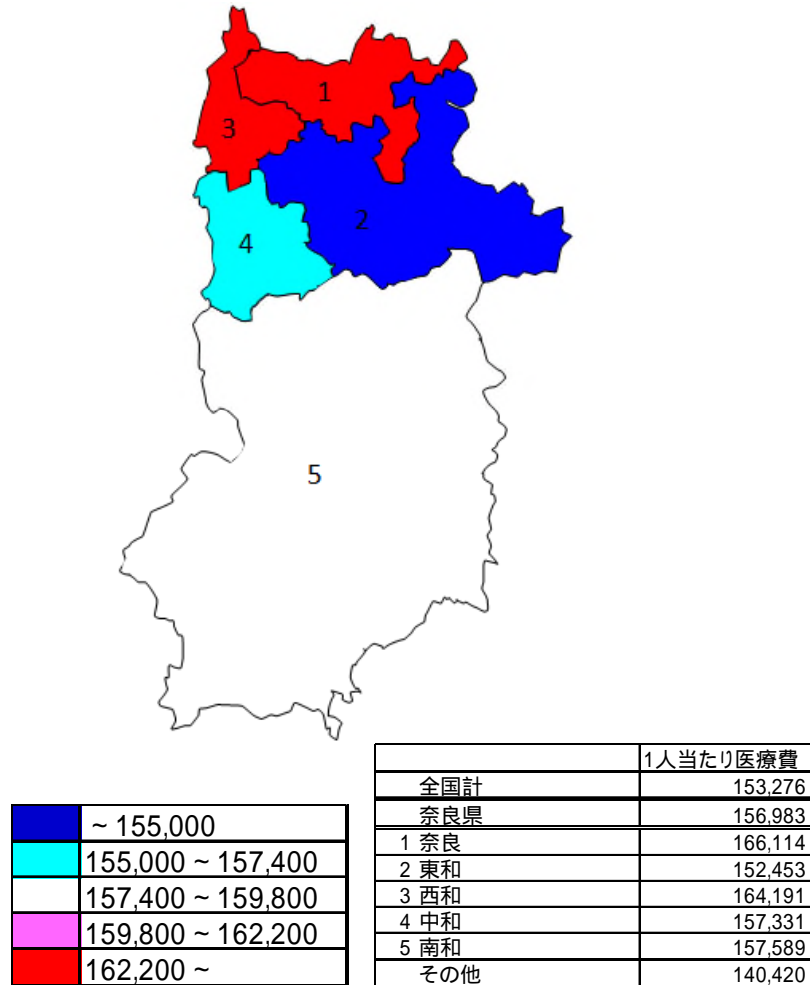 1
3
2
4
5
~ 155,000
155,000 ~ 157,400
157,400 ~ 159,800
159,800 ~ 162,200
162,200 ~
1人当たり医療費
全国計 153,276
奈良県 156,983
1 奈良 166,114
2 東和 152,453
3 西和 164,191
4 中和 157,331
5 南和 157,589
その他 140,420